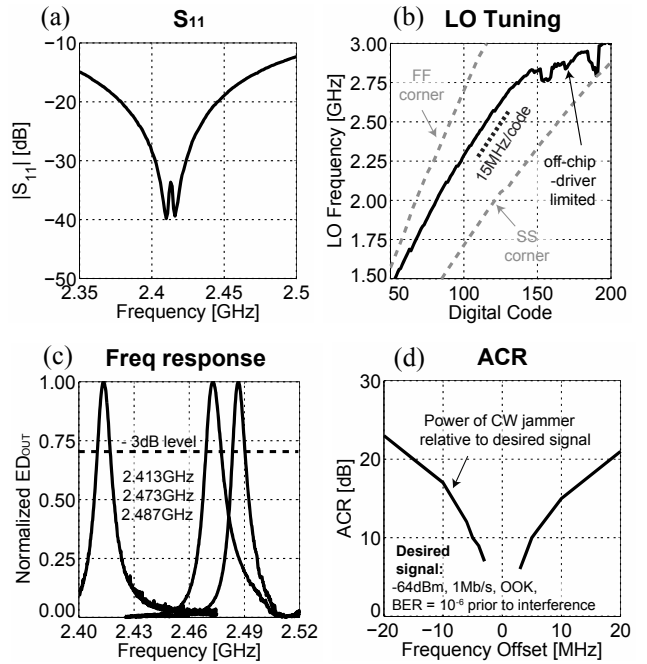 (a) S11
−10
−20
−30
−40
−50
|S11| [dB]
2.35 2.4 2.45 2.5
Frequency [GHz]
(b) LO Tuning
3.00
2.75
2.50
2.25
2.00
1.75
1.50
LO Frequency [GHz]
FF
corner
15MHz/code
off-chip
-driver
limited
SS
corner
50 100 150 200
Digital Code
(c) Freq response
1.00
0.75
0.50
0.25
0.00
Normalized EDOUT
- 3dB level
2.413GHz
2.473GHz
2.487GHz
2.40 2.43 2.46 2.49 2.52
Frequency [GHz]
(d) ACR
30
20
10
0
ACR [dB]
Power of CW jammer
relative to desired signal
Desired
signal:
-64dBm, 1Mb/s, OOK,
BER = 10-6 prior to interference
−20 −10 0 10 20
Frequency Offset [MHz]